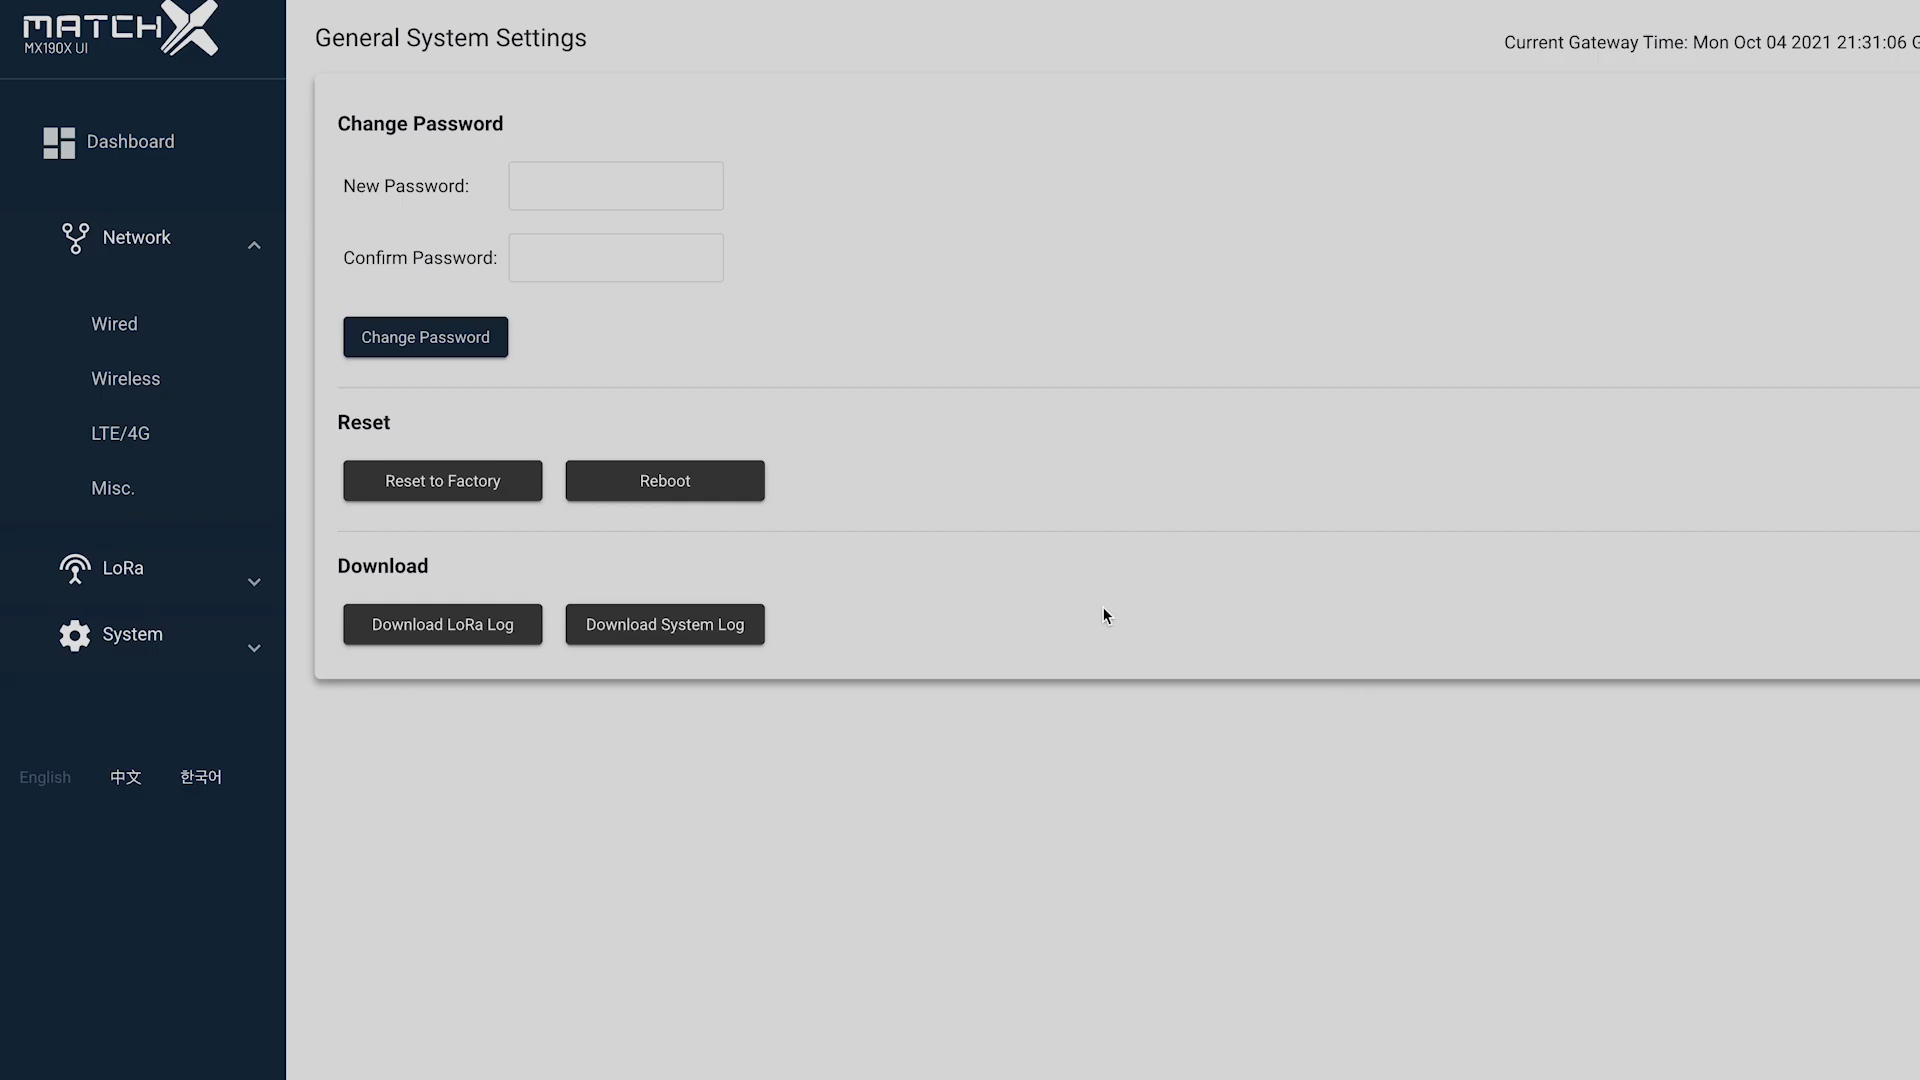 MATCHX
MX190X UI
General System Settings
Current Gateway Time: Mon Oct 04 2021 21:31:06 G
Dashboard
Network
Wired
Wireless
LTE/4G
Misc.
LoRa
System
English 中文 한국어
Change Password
New Password:
Confirm Password:
Change Password
Reset
Reset to Factory Reboot
Download
Download LoRa Log Download System Log